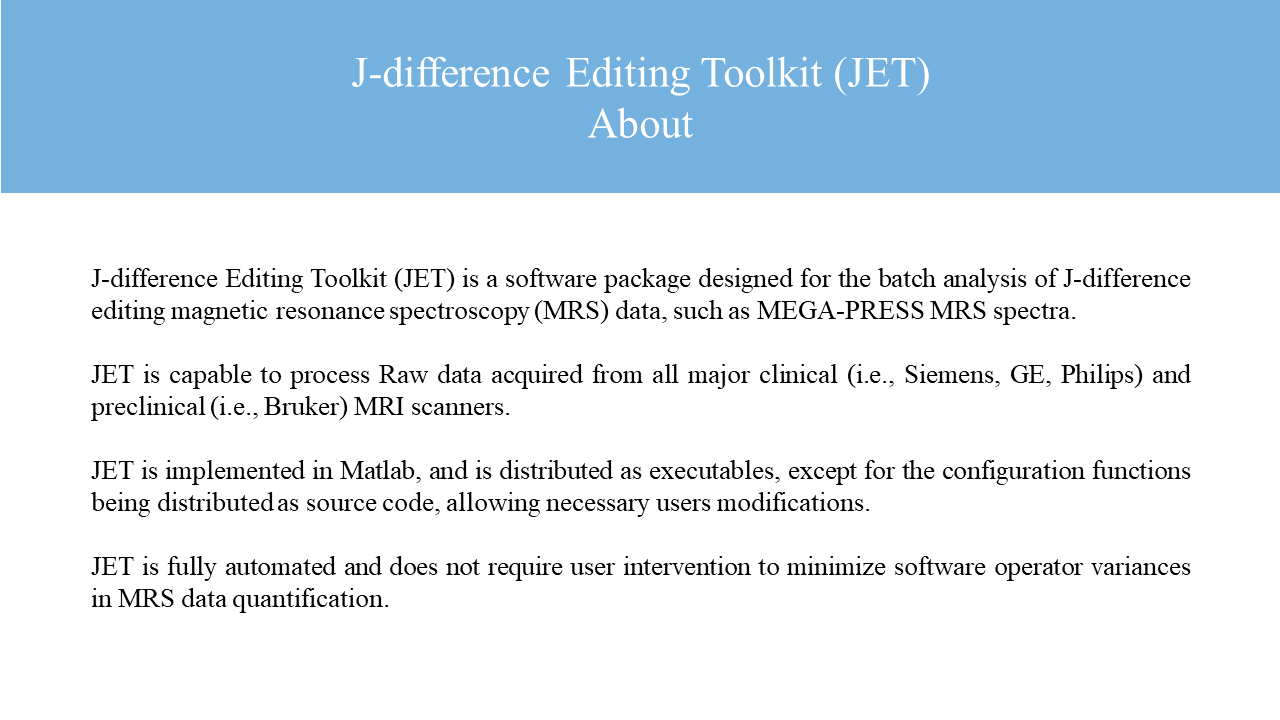 J-difference Editing Toolkit (JET)
About
J-difference Editing Toolkit (JET) is a software package designed for the batch analysis of J-difference
editing magnetic resonance spectroscopy (MRS) data, such as MEGA-PRESS MRS spectra.
JET is capable to process Raw data acquired from all major clinical (i.e., Siemens, GE, Philips) and
preclinical (i.e., Bruker) MRI scanners.
JET is implemented in Matlab, and is distributed as executables, except for the configuration functions
being distributed as source code, allowing necessary users modifications.
JET is fully automated and does not require user intervention to minimize software operator variances
in MRS data quantification.